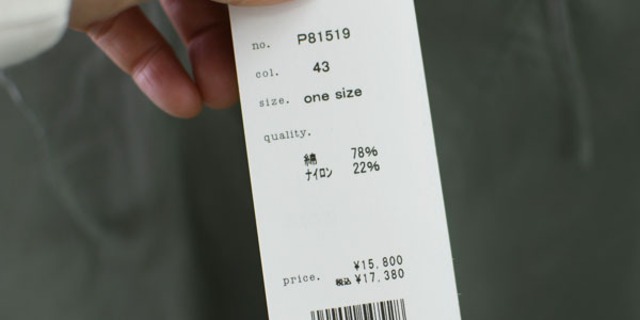 no. P81519
col. 43
size. one size
quality.
綿 78%
ナイロン 22%
¥15,800
price. 税込 ¥17,380